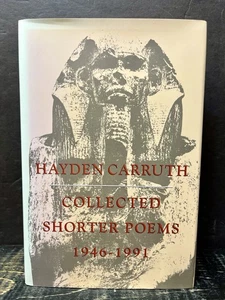 HAYDEN CARRUTH
COLLECTED
SHORTER POEMS
1946-1991